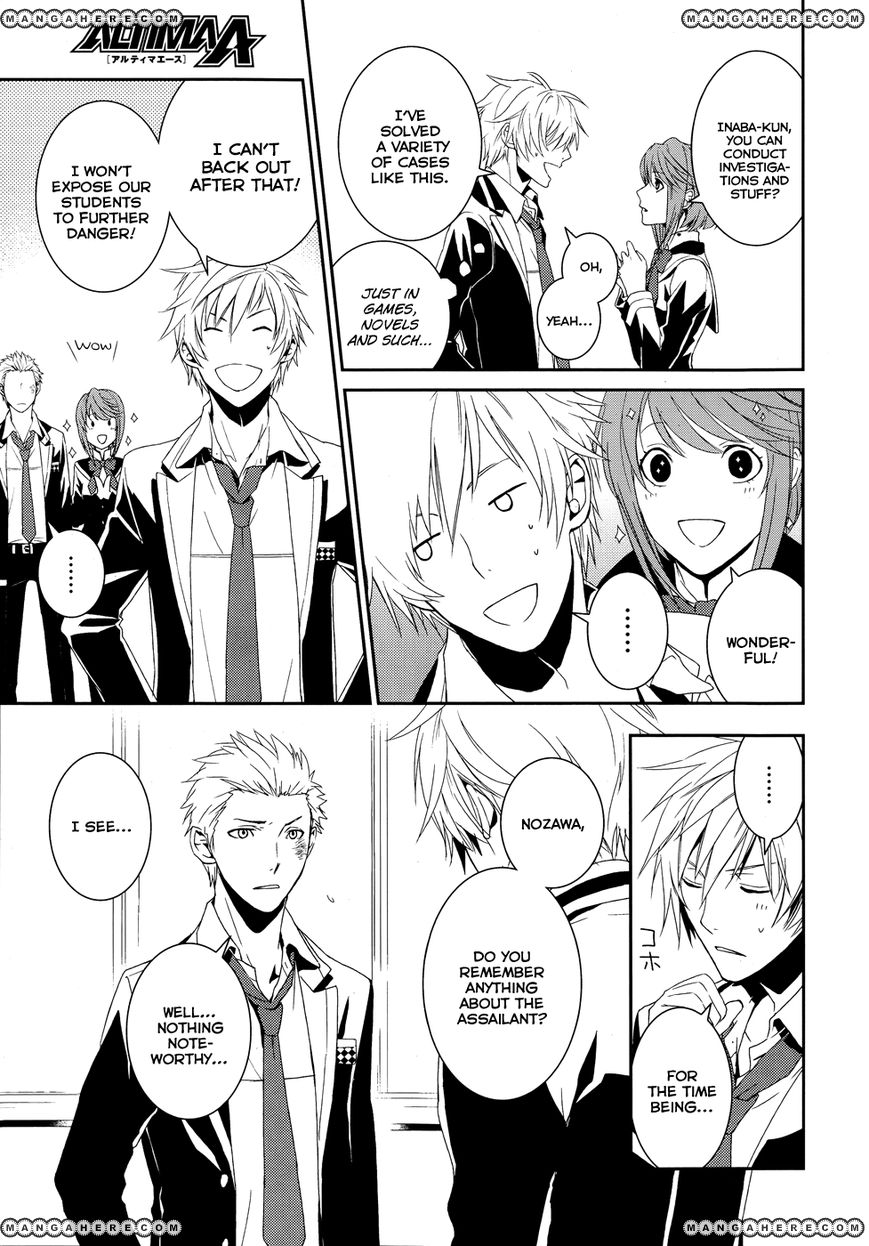 MANGAHERE.COM
MANGAHERE.COM
INABA-KUN,
YOU CAN
CONDUCT
INVESTIGA-
TIONS AND
STUFF?
I'VE
SOLVED
A VARIETY
OF CASES
LIKE THIS.
OH,
YEAH...
JUST IN
GAMES,
NOVELS
AND SUCH...
WONDER-
FUL!
......
ALTIMA A
[アルティマエース]
I CAN'T
BACK OUT
AFTER THAT!
I WON'T
EXPOSE OUR
STUDENTS
TO FURTHER
DANGER!
WOW
......
......
コホ
FOR
THE TIME
BEING...
NOZAWA,
DO YOU
REMEMBER
ANYTHING
ABOUT THE
ASSAILANT?
I SEE...
WELL...
NOTHING
NOTE-
WORTHY...
MANGAHERE.COM
MANGAHERE.COM